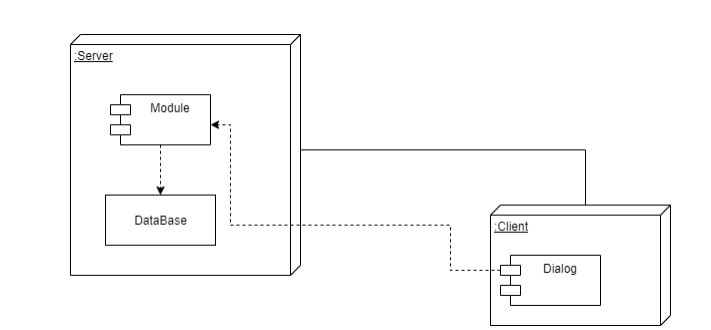 :Server
Module
DataBase
:Client
Dialog